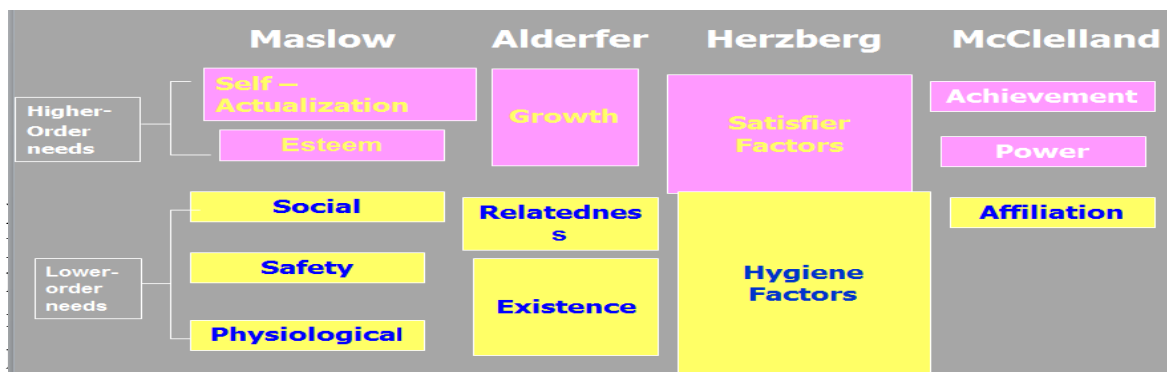 Maslow Alderfer Herzberg McClelland
Higher-
Order
needs
Self –
Actualization
Esteem
Growth
Satisfier
Factors
Achievement
Power
Lower-
order
needs
Social
Safety
Physiological
Relatednes
s
Existence
Hygiene
Factors
Affiliation